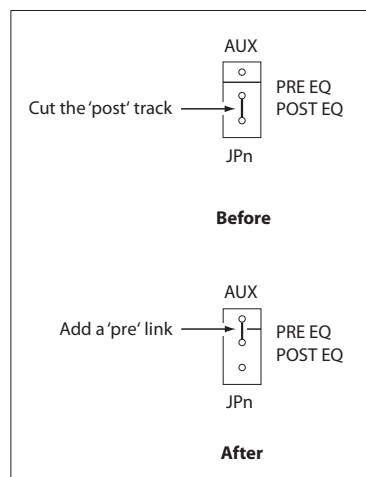 AUX
PRE EQ
Cut the ‘post‘ track
POST EQ
JPn
Before
AUX
Add a ‘pre‘ link
PRE EQ
POST EQ
JPn
After